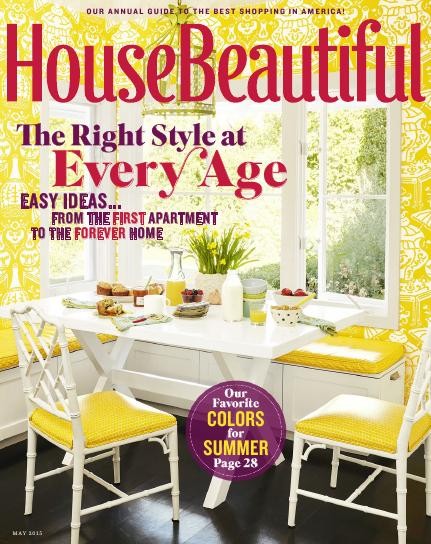 OUR ANNUAL GUIDE TO THE BEST SHOPPING IN AMERICA!
HouseBeautiful
The Right Style at
Every Age
EASY IDEAS...
FROM THE FIRST APARTMENT
TO THE FOREVER HOME
Our
Favorite
COLORS
for
SUMMER
Page 28
MAY 2015